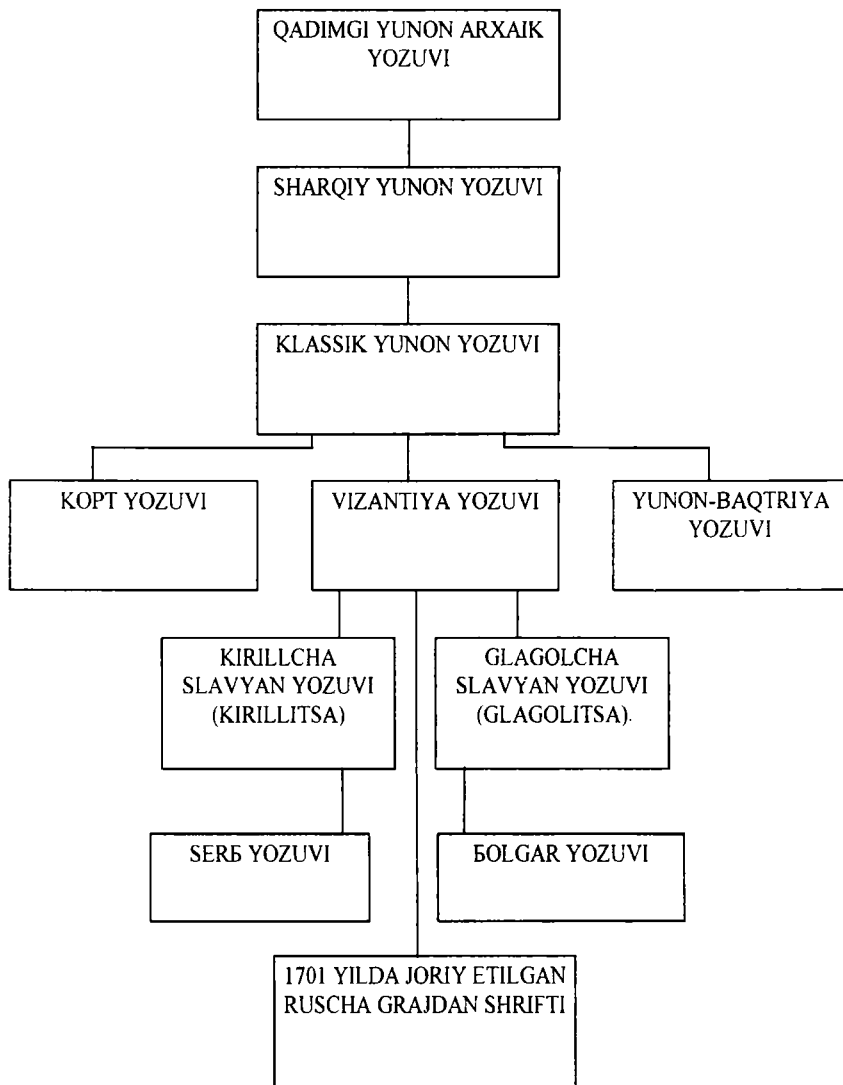 QADIMGI YUNON ARXAIK
YOZUVI
SHARQIY YUNON YOZUVI
KLASSIK YUNON YOZUVI
KOPT YOZUVI
VIZANTIYA YOZUVI
YUNON-BAQTRIYA
YOZUVI
KIRILLCHA
SLAVYAN YOZUVI
(KIRILLITSA)
GLAGOLCHA
SLAVYAN YOZUVI
(GLAGOLITSA).
SERБ YOZUVI
БOLGAR YOZUVI
1701 YILDA JORIY ETILGAN
RUSCHA GRAJDAN SHRIFTI